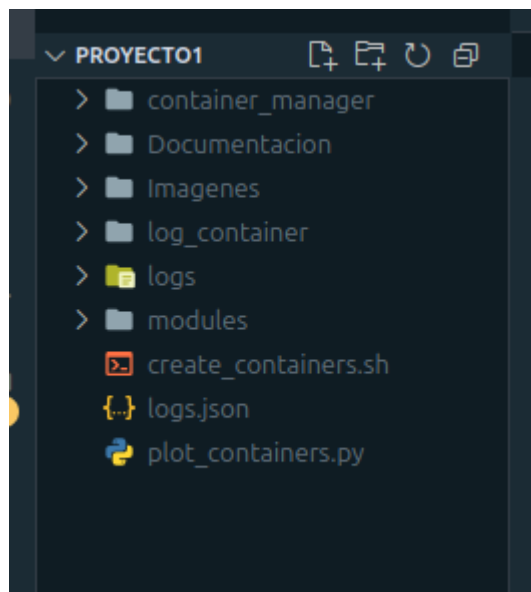 PROYECTO1
container_manager
Documentacion
Imagenes
log_container
logs
modules
create_containers.sh
logs.json
plot_containers.py